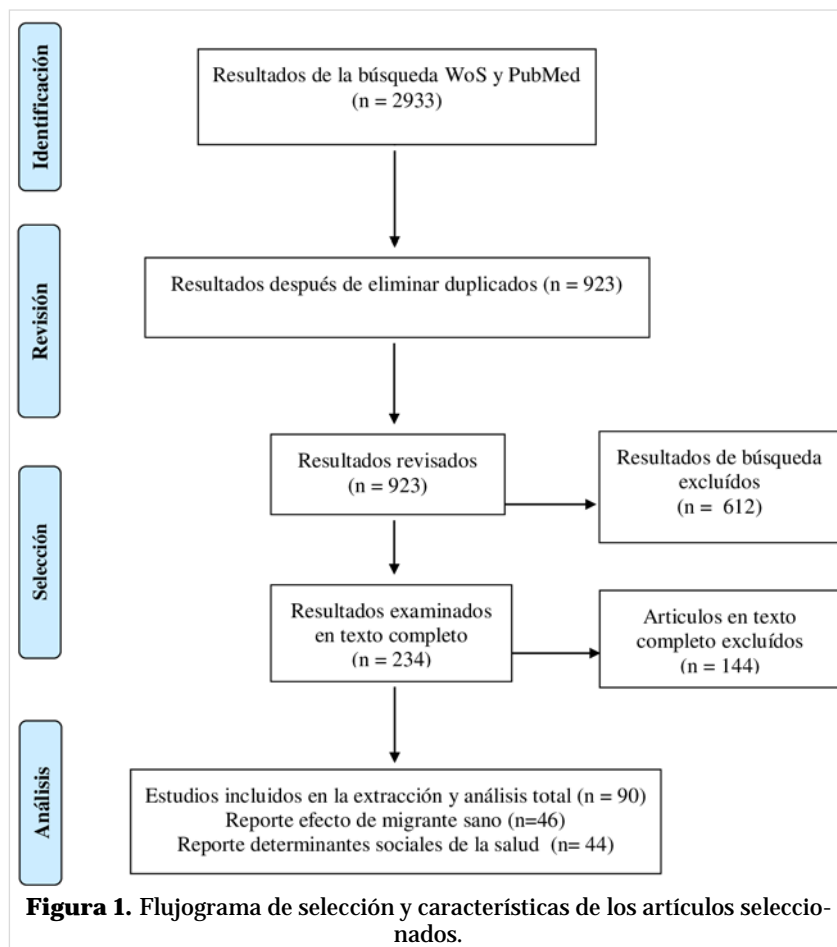 Identificación
Resultados de la búsqueda WoS y PubMed
(n = 2933)
Revisión
Resultados después de eliminar duplicados (n = 923)
Selección
Resultados revisados
(n = 923)
Resultados de búsqueda
excluídos
(n = 612)
Resultados examinados
en texto completo
(n = 234)
Articulos en texto
completo excluídos
(n = 144)
Análisis
Estudios incluidos en la extracción y análisis total (n = 90)
Reporte efecto de migrante sano (n=46)
Reporte determinantes sociales de la salud (n= 44)
Figura 1. Flujograma de selección y características de los artículos seleccio-
nados.